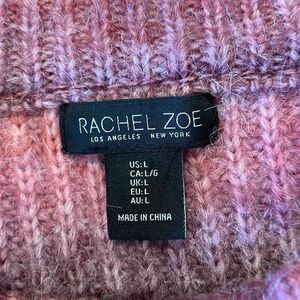 RACHEL ZOE
LOS ANGELES NEW YORK
US: L
CA: L/G
UK: L
EU: L
AU: L
MADE IN CHINA